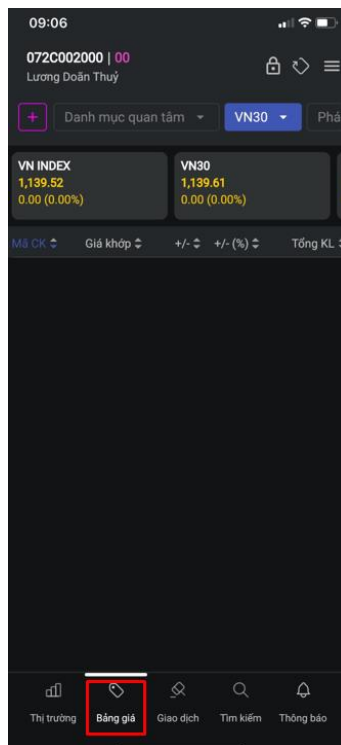 09:06
072C002000 | 00
Lương Doãn Thuỷ
+ Danh mục quan tâm VN30 Phá
VN INDEX VN30
1,139.52 1,139.61
0.00 (0.00%) 0.00 (0.00%)
Mã CK Giá khớp +/- +/- (%) Tổng KL
Thị trường Bảng giá Giao dịch Tìm kiếm Thông báo